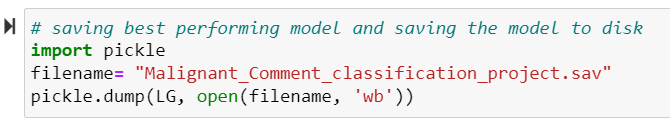 # saving best performing model and saving the model to disk
import pickle
filename= "Malignant_Comment_classification_project.sav"
pickle.dump(LG, open(filename, 'wb'))